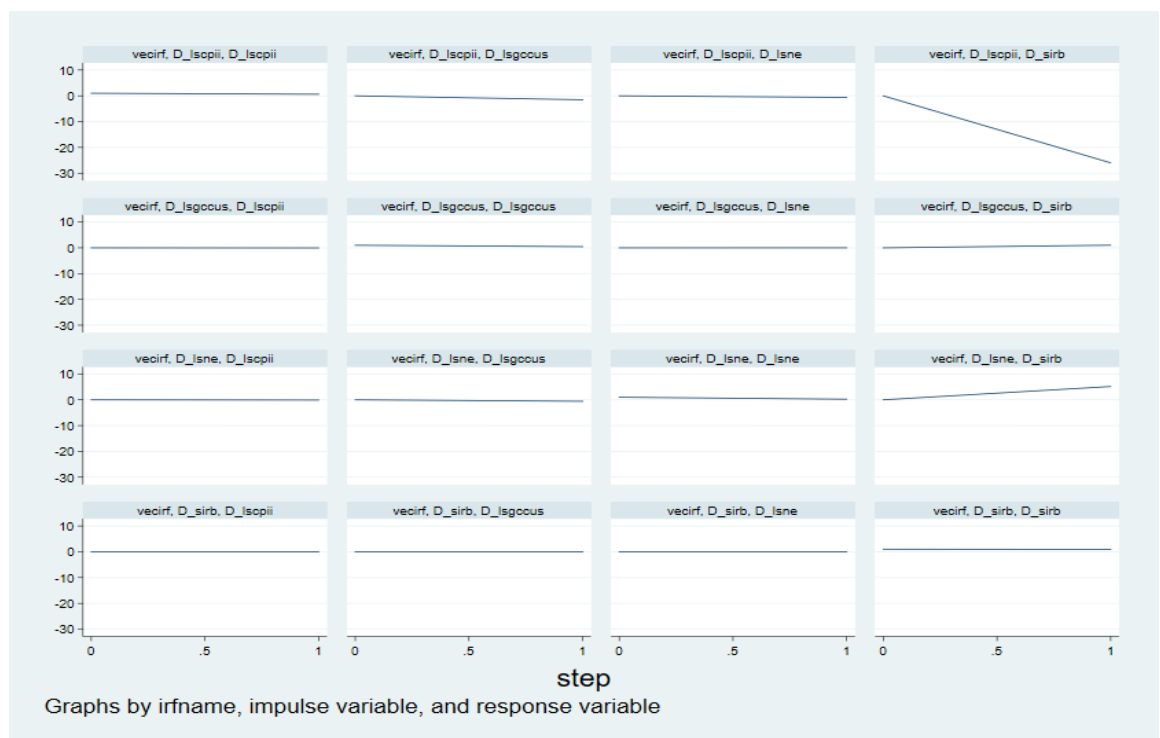 vecirf, D_lscpii, D_lscpii vecirf, D_lscpii, D_lsgccus vecirf, D_lscpii, D_lsne vecirf, D_lscpii, D_sirb
10
0
-10
-20
-30
vecirf, D_lsgccus, D_lscpii vecirf, D_lsgccus, D_lsgccus vecirf, D_lsgccus, D_lsne vecirf, D_lsgccus, D_sirb
10
0
-10
-20
-30
vecirf, D_lsne, D_lscpii vecirf, D_lsne, D_lsgccus vecirf, D_lsne, D_lsne vecirf, D_lsne, D_sirb
10
0
-10
-20
-30
vecirf, D_sirb, D_lscpii vecirf, D_sirb, D_lsgccus vecirf, D_sirb, D_lsne vecirf, D_sirb, D_sirb
10
0
-10
-20
-30
0 .5 1 0 .5 1 0 .5 1 0 .5 1
step
Graphs by irfname, impulse variable, and response variable